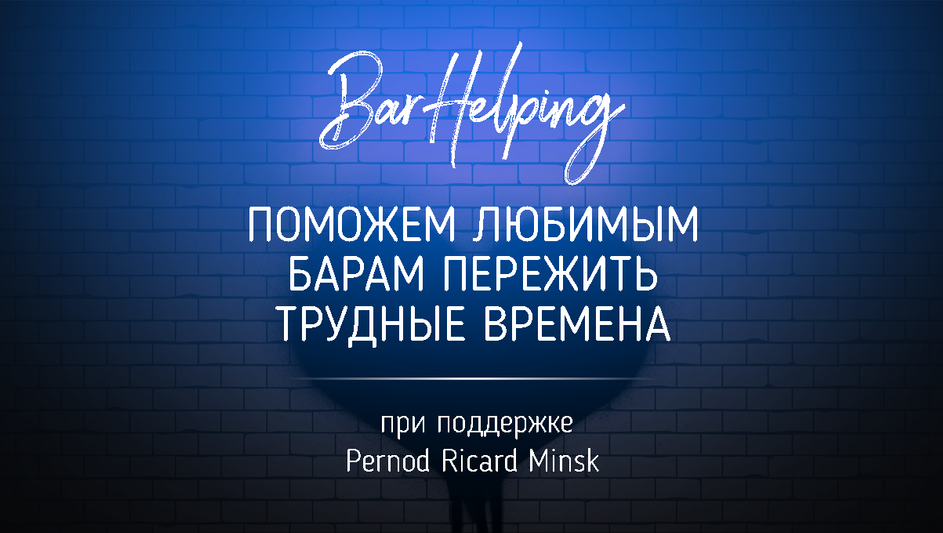 BarHelping
ПОМОЖЕМ ЛЮБИМЫМ
БАРАМ ПЕРЕЖИТЬ
ТРУДНЫЕ ВРЕМЕНА
при поддержке
Pernod Ricard Minsk